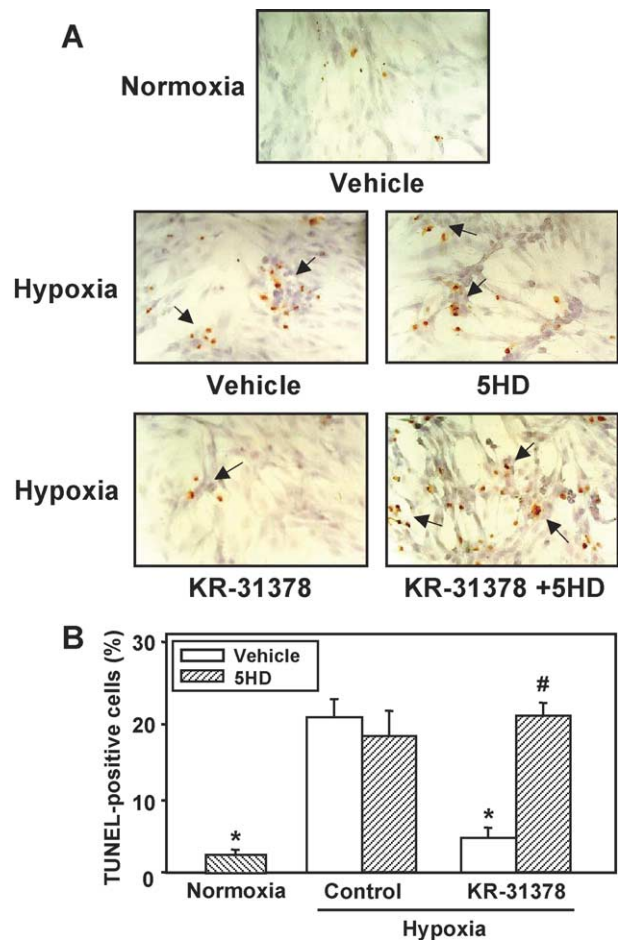 A
Normoxia
Vehicle
Hypoxia
Vehicle
5HD
Hypoxia
KR-31378
KR-31378 +5HD
B
TUNEL-positive cells (%)
30
20
10
0
Vehicle
5HD
*
*
#
Normoxia
Control
KR-31378
Hypoxia